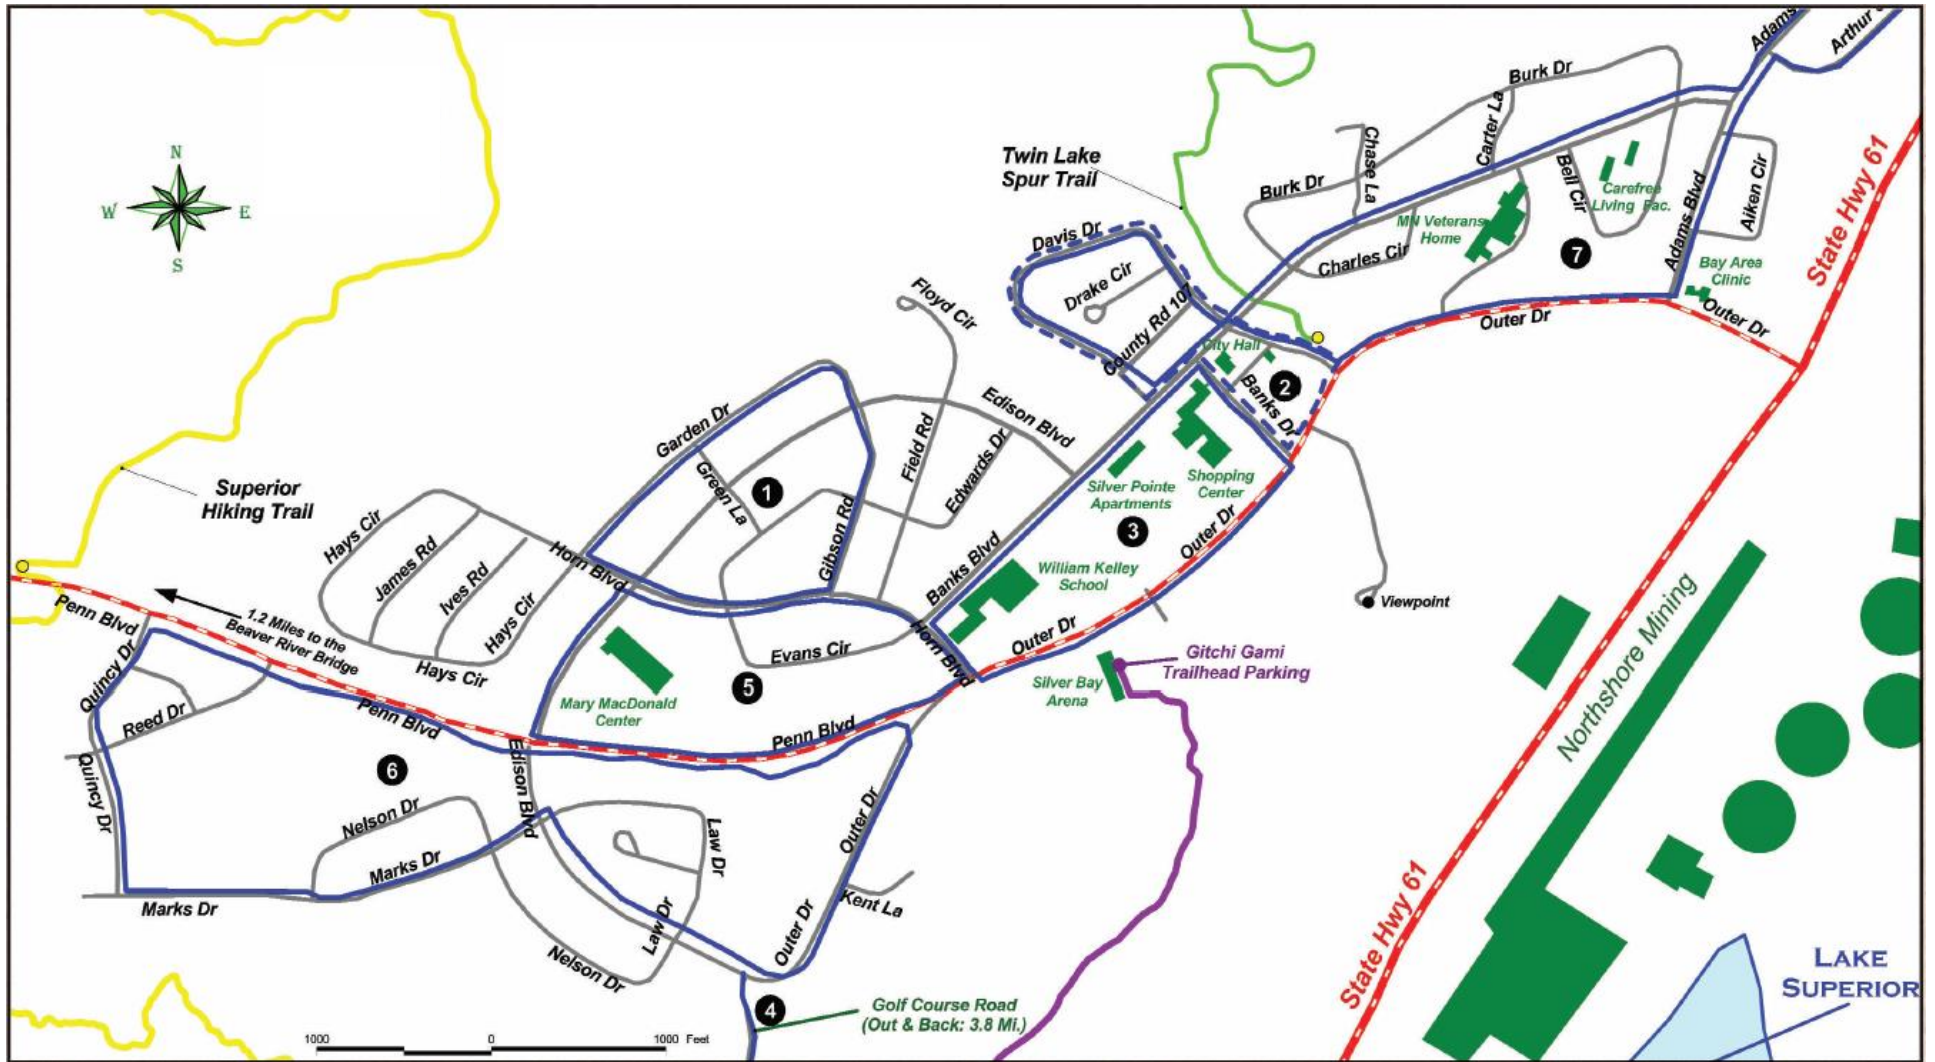 Adams
Arthur
Burk Dr
Carter La
Chase La
Twin Lake
Spur Trail
Burk Dr
State Hwy 61
N
W
E
S
Bell Cir
Carefree
Living Fac.
Aiken Cir
Adams Blvd
MN Veterans
Home
Davis Dr
Charles Cir
7
Bay Area
Clinic
Drake Cir
County Rd 107
Floyd Cir
Outer Dr
Outer Dr
City Hall
2
Banks Dr
Garden Dr
Edison Blvd
Field Rd
Edwards Dr
Green La
1
Silver Pointe
Apartments
Shopping
Center
Superior
Hiking Trail
3
Outer Dr
Hays Cir
James Rd
Ives Rd
Horn Blvd
Gibson Rd
Banks Blvd
William Kelley
School
Hays Cir
Viewpoint
Penn Blvd
1.2 Miles to the
Beaver River Bridge
Hays Cir
Evans Cir
Horn Blvd
Outer Dr
Gitchi Gami
Trailhead Parking
Silver Bay
Arena
Northshore Mining
Quincy Dr
Reed Dr
Penn Blvd
5
Mary MacDonald
Center
Penn Blvd
Quincy Dr
6
Edison Blvd
Nelson Dr
Marks Dr
Law Dr
Outer Dr
Kent La
Marks Dr
Law Dr
Outer Dr
Nelson Dr
State Hwy 61
LAKE
SUPERIOR
4
Golf Course Road
(Out & Back: 3.8 Mi.)
1000 0 1000 Feet